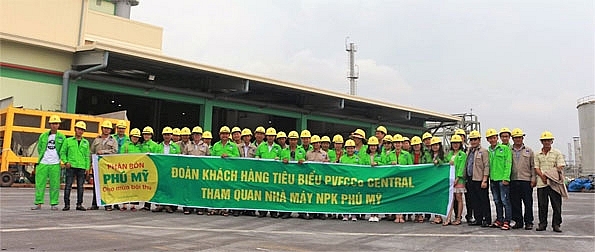 PHÂN BÓN
PHÚ MỸ
Cho mùa bội thu
ĐOÀN KHÁCH HÀNG TIÊU BIỂU PVFCCo CENTRAL
THAM QUAN NHÀ MÁY NPK PHÚ MỸ